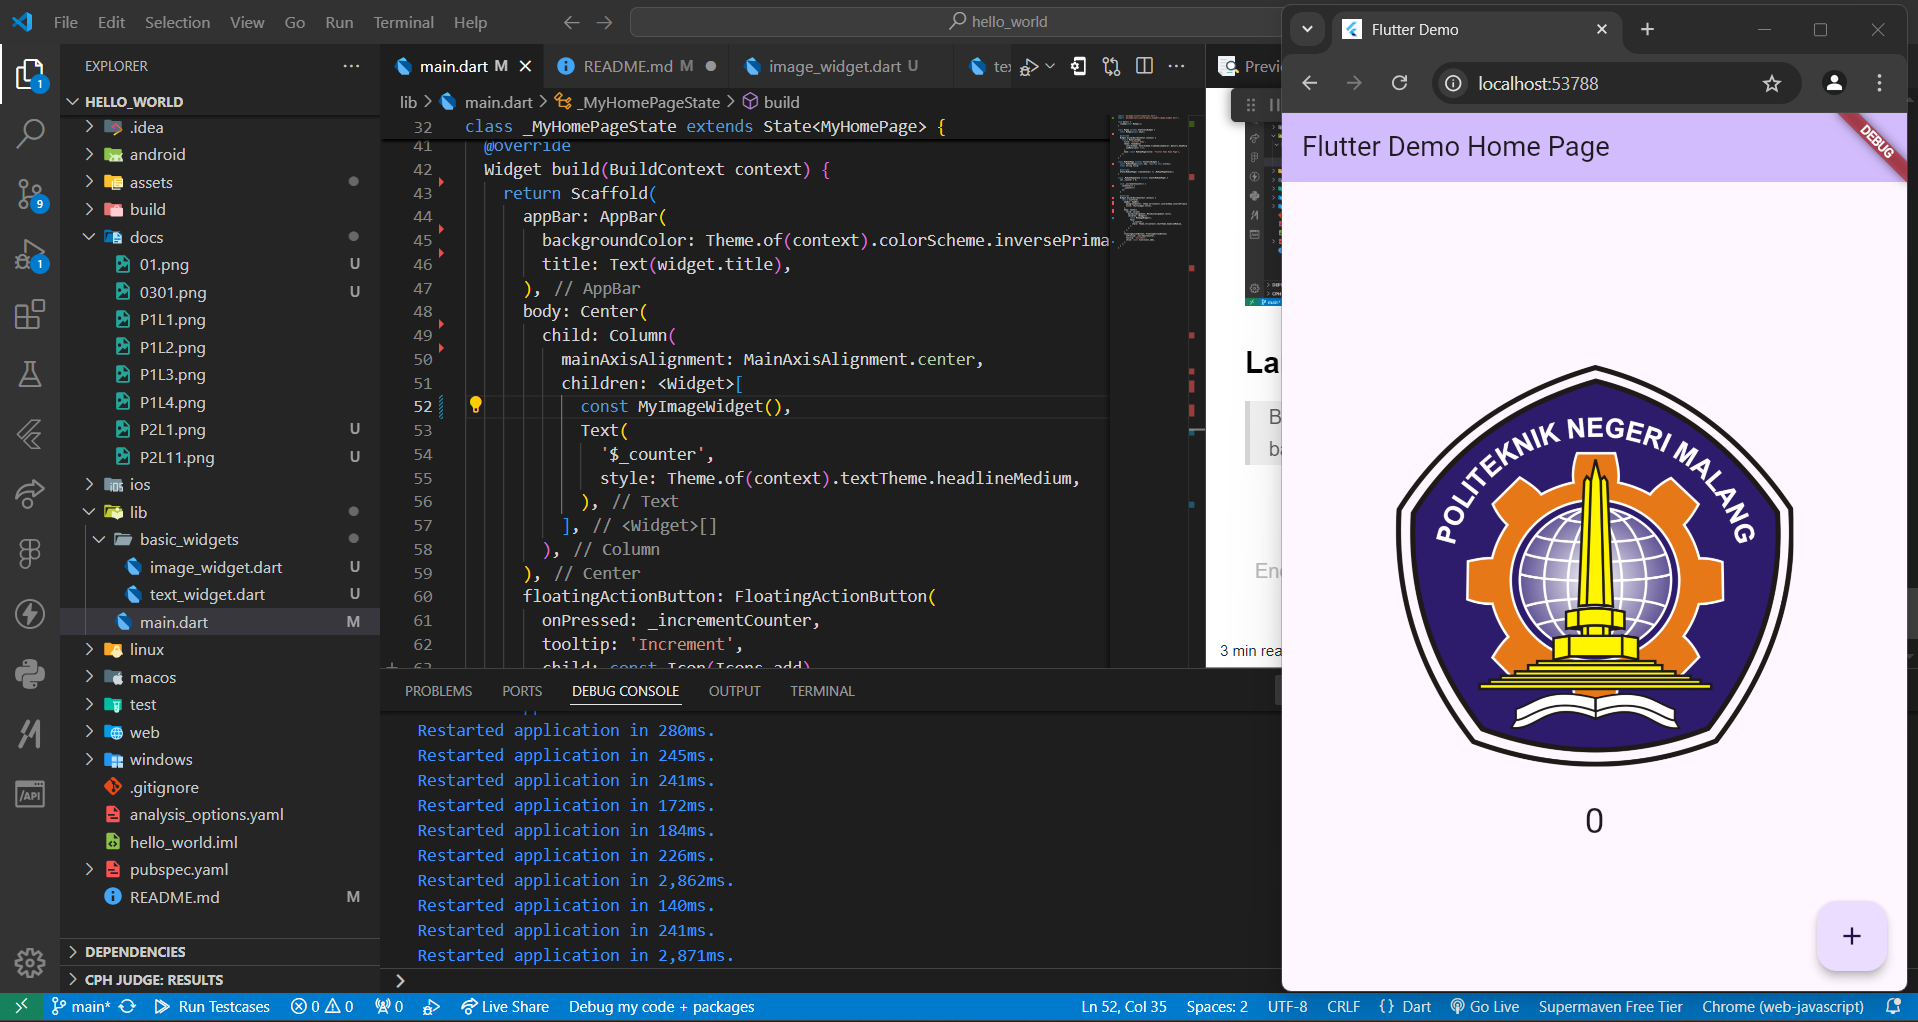 File Edit Selection View Go Run Terminal Help
hello_world
EXPLORER
HELLO_WORLD
.idea
android
assets
build
docs
01.png U
0301.png U
P1L1.png
P1L2.png
P1L3.png
P1L4.png
P2L1.png U
P2L11.png U
ios
lib
basic_widgets
image_widget.dart U
text_widget.dart U
main.dart M
linux
macos
test
web
windows
.gitignore
analysis_options.yaml
hello_world.iml
pubspec.yaml
README.md M
DEPENDENCIES
CPH JUDGE: RESULTS
1
9
1
main.dart M
README.md M
image_widget.dart U
Previ
lib > main.dart > _MyHomePageState > build
32 class _MyHomePageState extends State<MyHomePage> {
41 @override
42 Widget build(BuildContext context) {
43 return Scaffold(
44 appBar: AppBar(
45 backgroundColor: Theme.of(context).colorScheme.inversePrima
46 title: Text(widget.title),
47 ), // AppBar
48 body: Center(
49 child: Column(
50 mainAxisAlignment: MainAxisAlignment.center,
51 children: <Widget>[
52 const MyImageWidget(),
53 Text(
54 '$_counter',
55 style: Theme.of(context).textTheme.headlineMedium,
56 ), // Text
57 ], // <Widget>[]
58 ), // Column
59 ), // Center
60 floatingActionButton: FloatingActionButton(
61 onPressed: _incrementCounter,
62 tooltip: 'Increment',
63 child: const Icon(Icons.add)
La
B
ba
3 min rea
PROBLEMS PORTS DEBUG CONSOLE OUTPUT TERMINAL
Restarted application in 280ms.
Restarted application in 245ms.
Restarted application in 241ms.
Restarted application in 172ms.
Restarted application in 184ms.
Restarted application in 226ms.
Restarted application in 2,862ms.
Restarted application in 140ms.
Restarted application in 241ms.
Restarted application in 2,871ms.
Flutter Demo
localhost:53788
Flutter Demo Home Page
DEBUG
POLITEKNIK NEGERI MALANG
0
+
main* Run Testcases 0 0 0 Live Share Debug my code + packages Ln 52, Col 35 Spaces: 2 UTF-8 CRLF {} Dart Go Live Supermaven Free Tier Chrome (web-javascript)